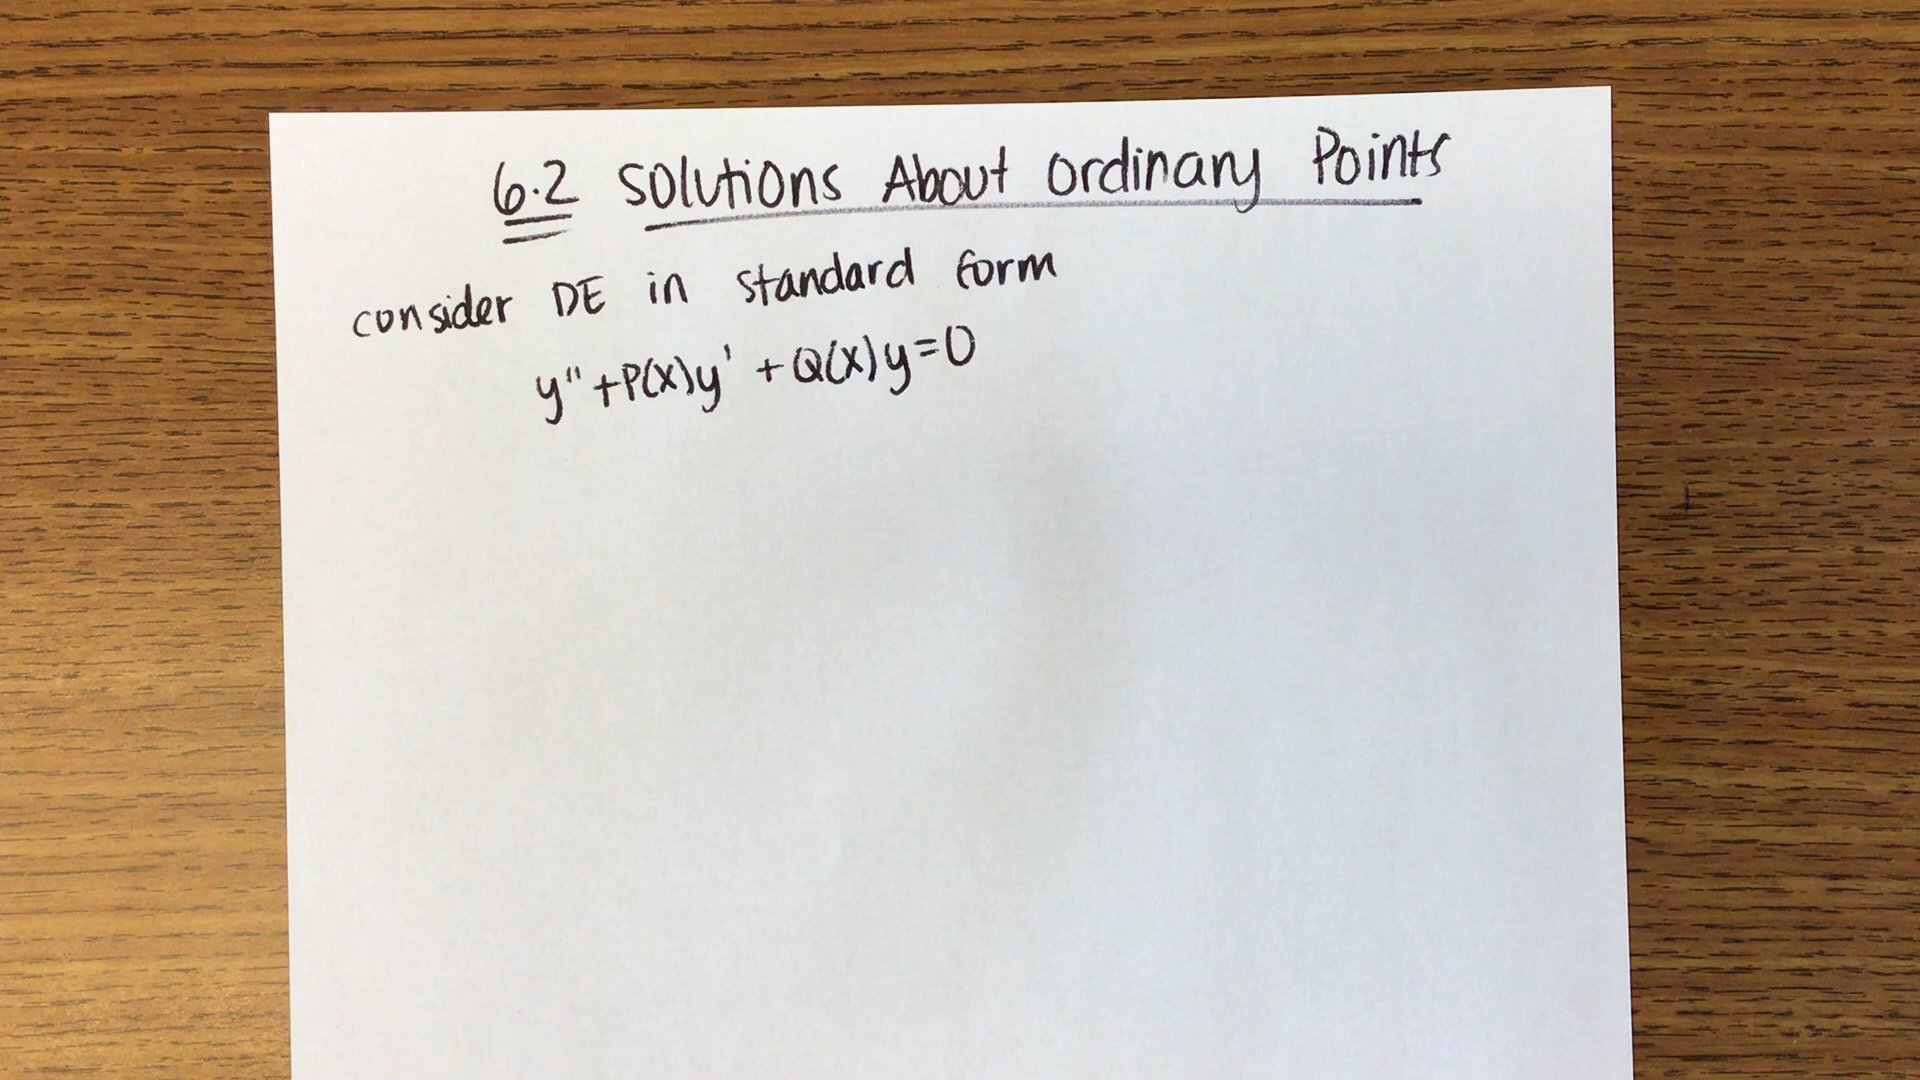 6.2 Solutions About Ordinary Points
consider DE in standard form
y" + P(x)y' + Q(x)y = 0